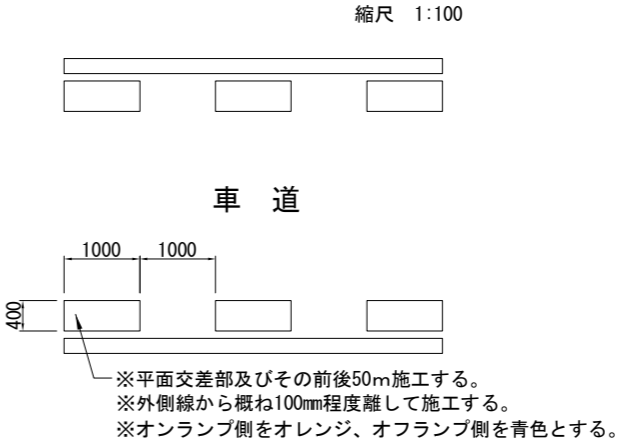 縮尺　1:100
車　道
1000
1000
400
※平面交差部及びその前後50m施工する。
※外側線から概ね100mm程度離して施工する。
※オンランプ側をオレンジ、オフランプ側を青色とする。